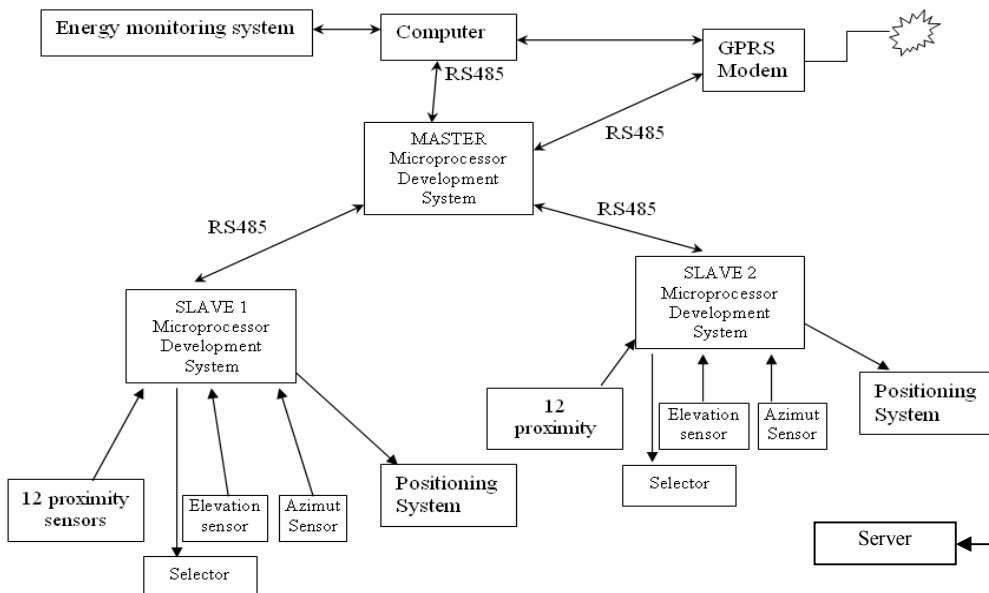 Energy monitoring system
Computer
GPRS
Modem
RS485
RS485
MASTER
Microprocessor
Development
System
RS485
RS485
SLAVE 1
Microprocessor
Development
System
SLAVE 2
Microprocessor
Development
System
12 proximity
sensors
Elevation
sensor
Azimut
Sensor
Positioning
System
Selector
12
proximity
Elevation
sensor
Azimut
Sensor
Positioning
System
Selector
Server